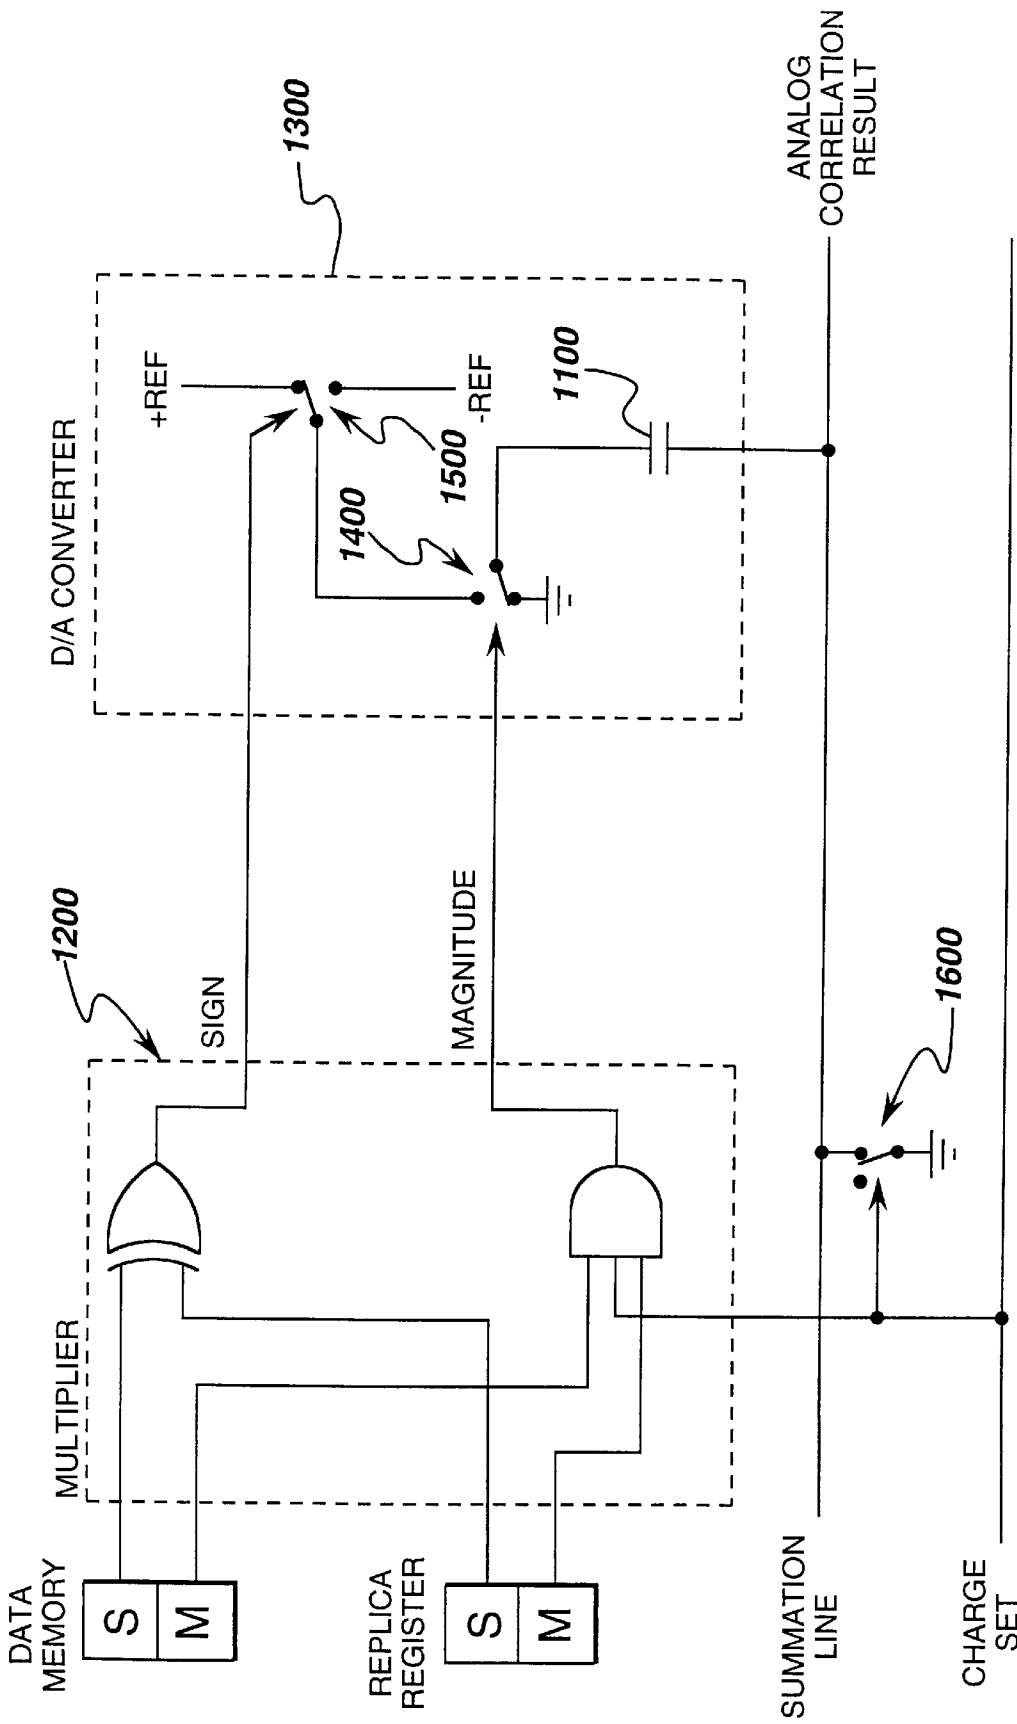 DATA
MEMORY
S
M
REPLICA
REGISTER
S
M
MULTIPLIER
1200
SIGN
MAGNITUDE
D/A CONVERTER
1300
+REF
-REF
1500
1400
1100
SUMMATION
LINE
CHARGE
SET
1600
ANALOG
CORRELATION
RESULT